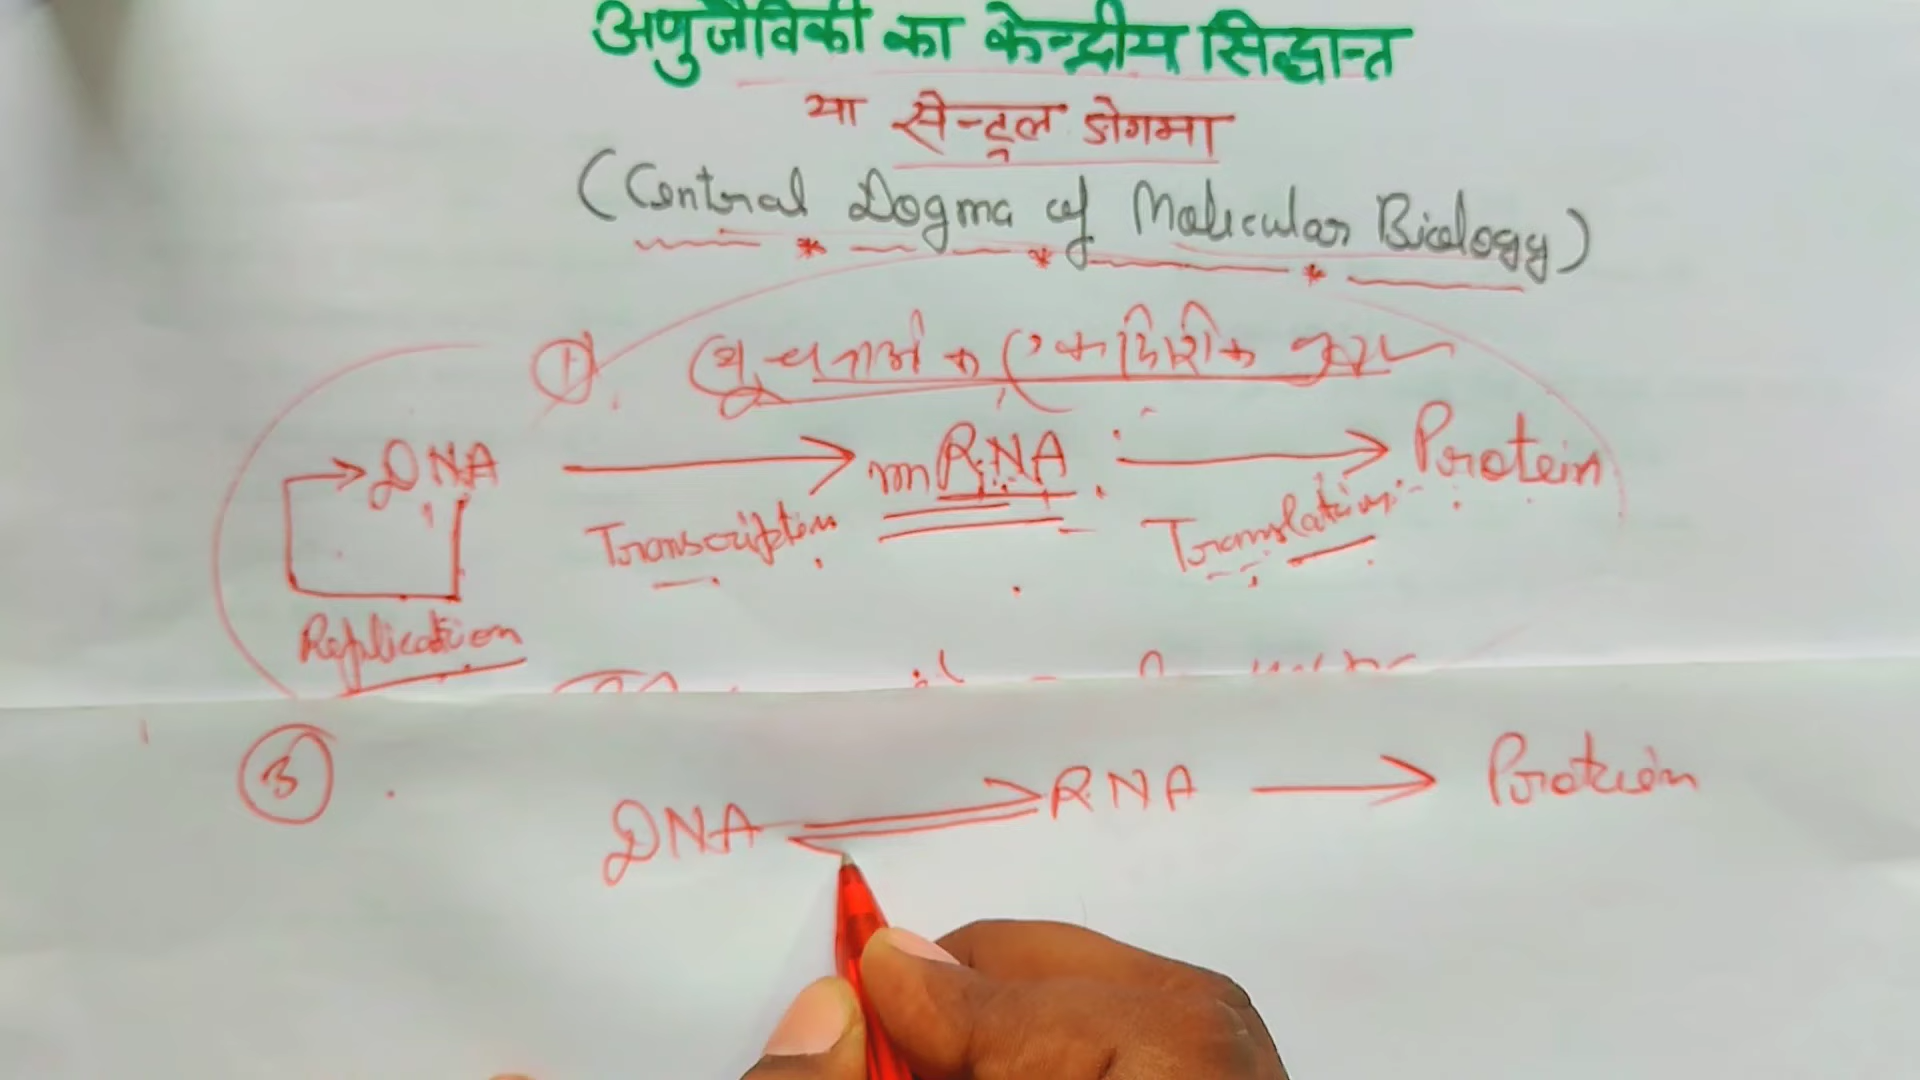 अणुजैविकी का केन्द्रीय सिद्धान्त
या सेन्ट्रल डोगमा
(Central Dogma of Molecular Biology)
①
DNA → mRNA → Protein
Transcription Translation
Replication
③
DNA ⇌ RNA → Protein